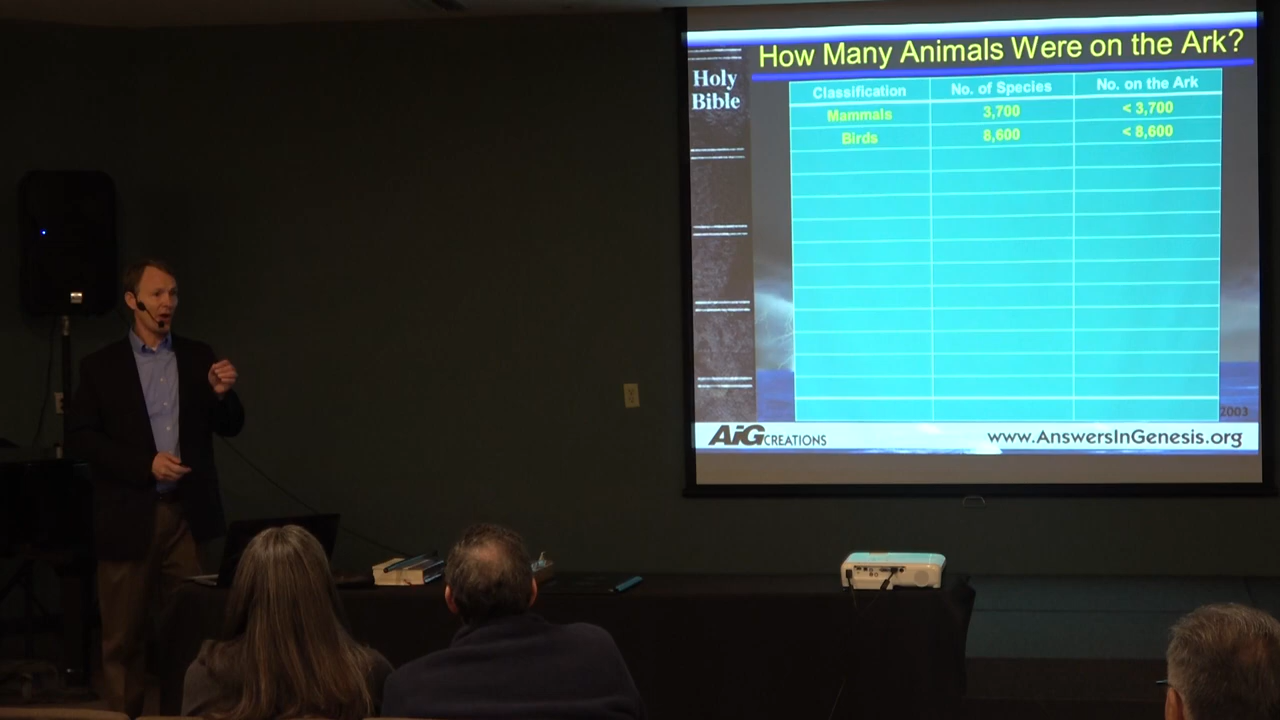 How Many Animals Were on the Ark?
Holy
Bible
Classification No. of Species No. on the Ark
Mammals 3,700 < 3,700
Birds 8,600 < 8,600
2003
AiG CREATIONS www.AnswersInGenesis.org